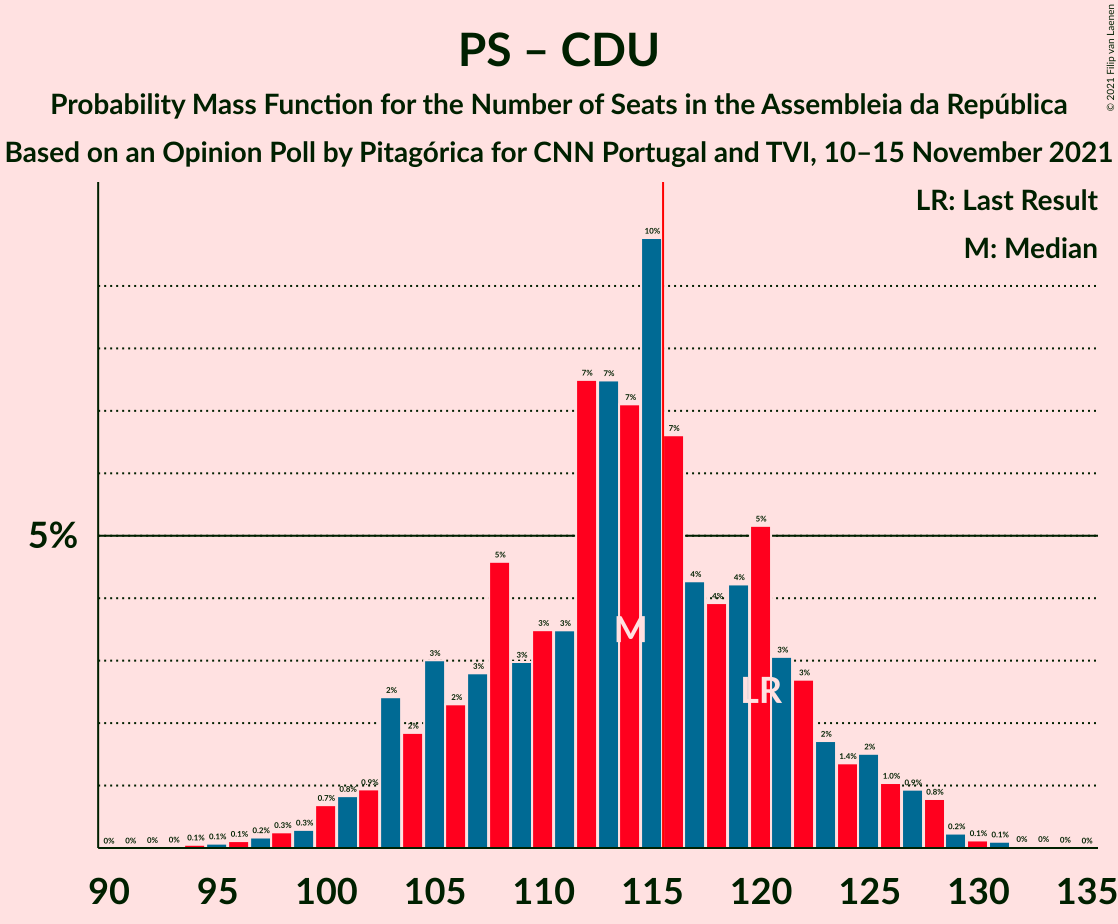 PS – CDU
Probability Mass Function for the Number of Seats in the Assembleia da República
Based on an Opinion Poll by Pitagórica for CNN Portugal and TVI, 10–15 November 2021
© 2021 Filip van Laenen
LR: Last Result
M: Median
5%
0% 0% 0% 0% 0.1% 0.1% 0.1% 0.2% 0.3% 0.3% 0.7% 0.8% 0.9% 2% 2% 3% 2% 3% 5% 3% 3% 3% 7% 7% 7% 10% 7% 4% 4% 4% 5% 3% 3% 2% 1.4% 2% 1.0% 0.9% 0.8% 0.2% 0.1% 0.1% 0% 0% 0% 0%
M
LR
90 95 100 105 110 115 120 125 130 135